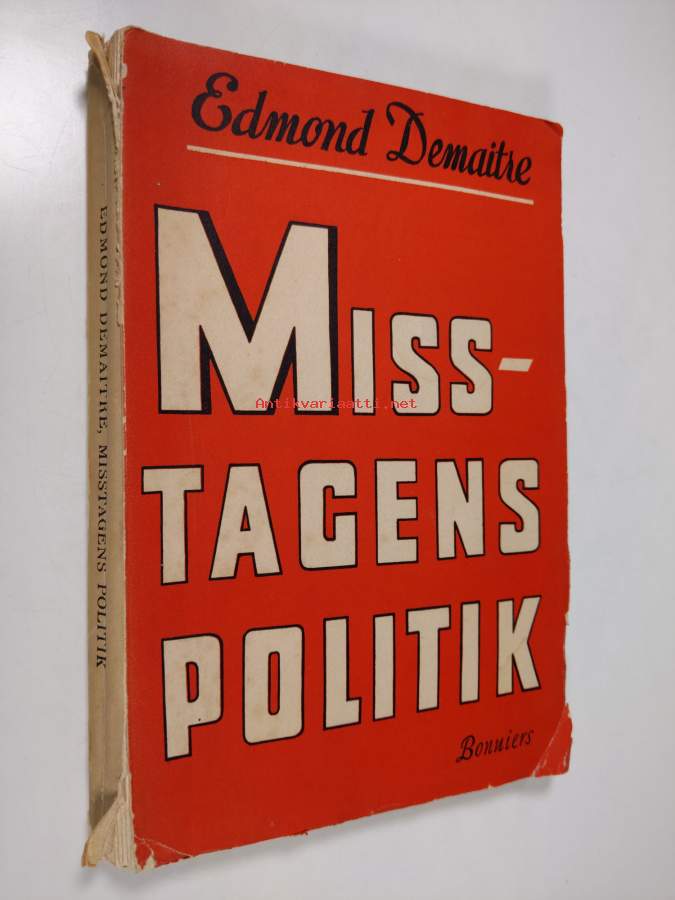 Edmond Demaitre
MISS-
TAGENS
POLITIK
Bonniers
EDMOND DEMAITRE, MISSTAGENS POLITIK
Antikvariaatti.net